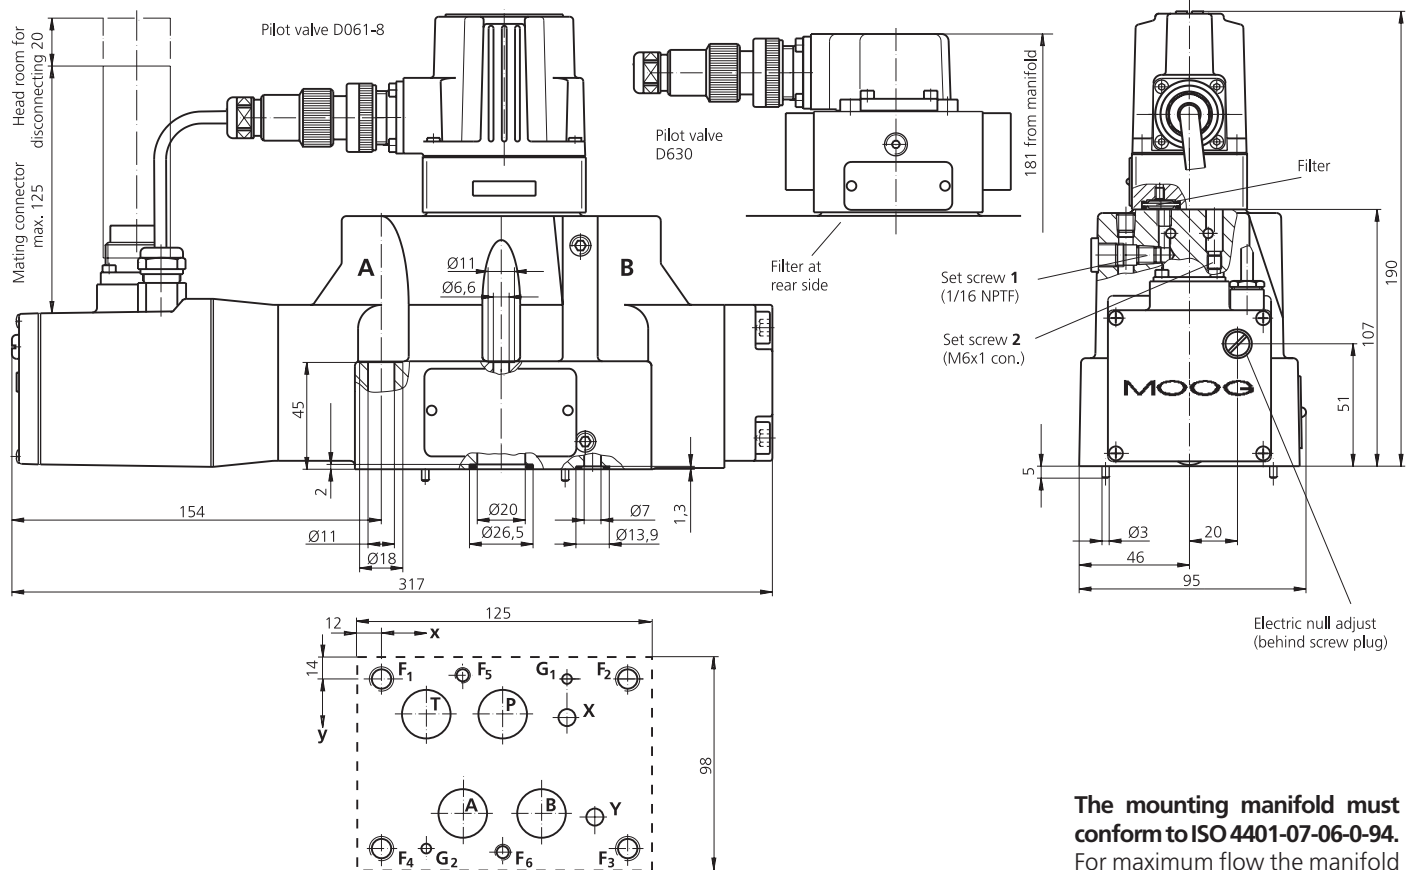 Head room for
disconnecting 20
Mating connector
max. 125
Pilot valve D061-8
Pilot valve
D630
181 from manifold
Filter
190
107
51
5
Filter at
rear side
Set screw 1
(1/16 NPTF)
Set screw 2
(M6x1 con.)
MOOG
A
B
Ø11
Ø6,6
45
2
154
Ø20
Ø7
1,3
Ø11
Ø26,5
Ø13,9
Ø18
317
Ø3
20
46
95
Electric null adjust
(behind screw plug)
125
12
x
14
y
F1
F5
G1
F2
T
P
X
98
A
B
Y
F4
G2
F6
F3
The mounting manifold must
conform to ISO 4401-07-06-0-94.
For maximum flow the manifold